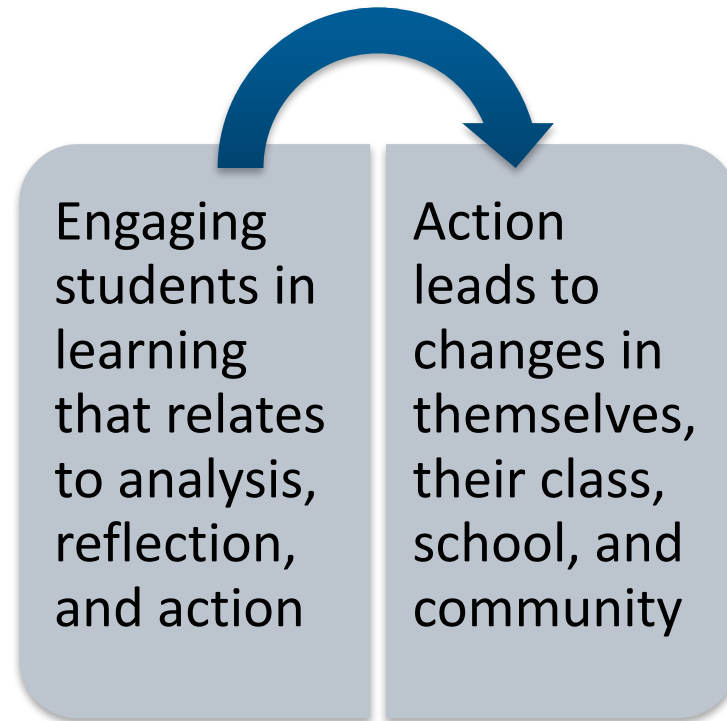 Engaging
students in
learning
that relates
to analysis,
reflection,
and action
Action
leads to
changes in
themselves,
their class,
school, and
community